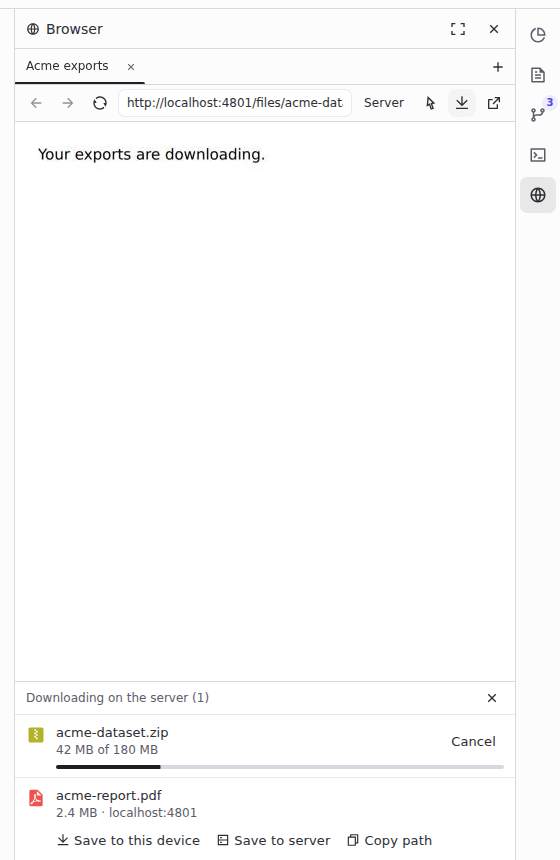 Browser
Acme exports
http://localhost:4801/files/acme-dat
Server
3
Your exports are downloading.
Downloading on the server (1)
acme-dataset.zip
42 MB of 180 MB
Cancel
acme-report.pdf
2.4 MB · localhost:4801
Save to this device
Save to server
Copy path